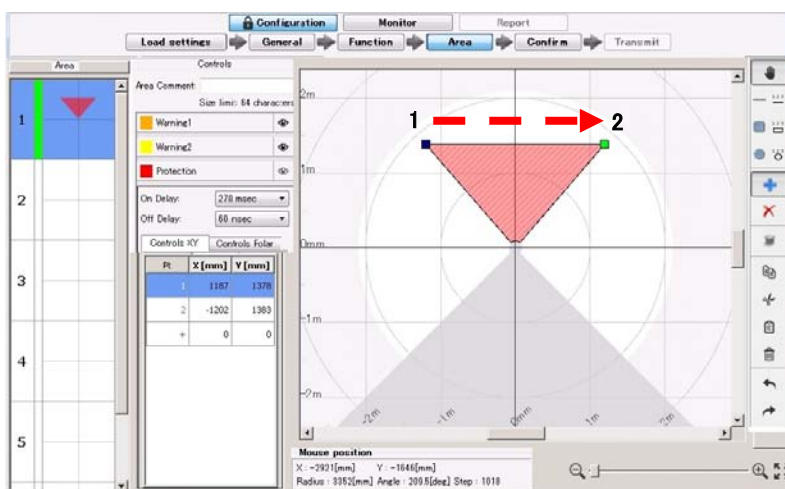 Configuration Monitor Report
Load settings General Function Area Confirm Transmit
Area
1
2
3
4
5
Controls
Area Comment:
Size limi: 64 characters
Warning1
Warning2
Protection
On Delay: 270 msec
Off Delay: 60 nsec
Controls XY Controls Folar
Pt X [mm] Y [mm]
1 1187 1378
2 -1202 1383
+ 0 0
2m
1m
0mm
-1m
-2m
1 2
-2m -1m 0mm 1m 2m
Mouse position
X : -2921[mm] Y : -1646[mm]
Radius : 3352[mm] Angle : 209.5[deg] Step : 1018